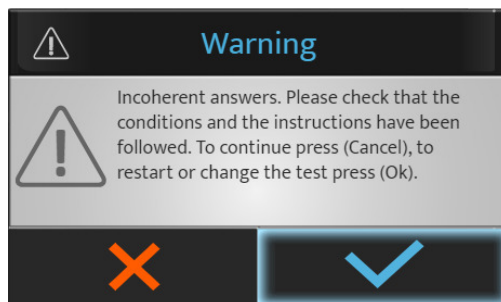 Warning
Incoherent answers. Please check that the
conditions and the instructions have been
followed. To continue press (Cancel), to
restart or change the test press (Ok).